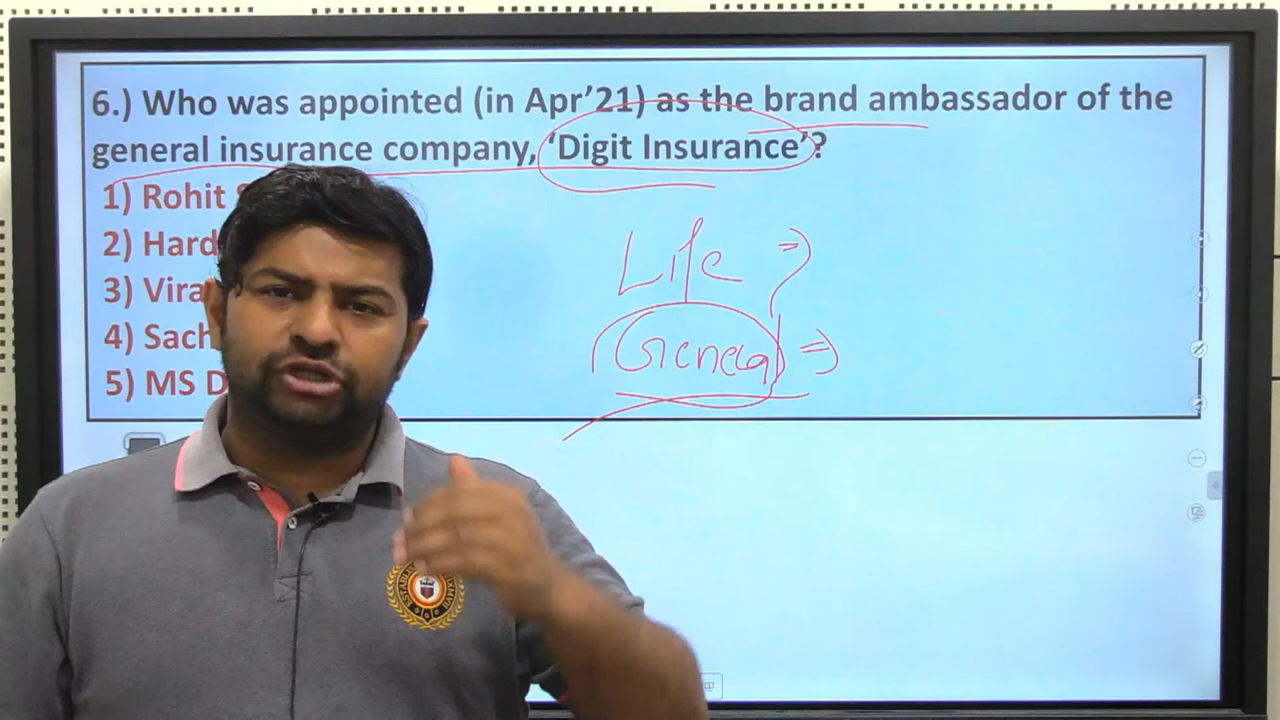 6.) Who was appointed (in Apr’21) as the brand ambassador of the
general insurance company, ‘Digit Insurance’?
1) Rohit
2) Hard
3) Vira
4) Sach
5) MS D
Life ⇒
General ⇒